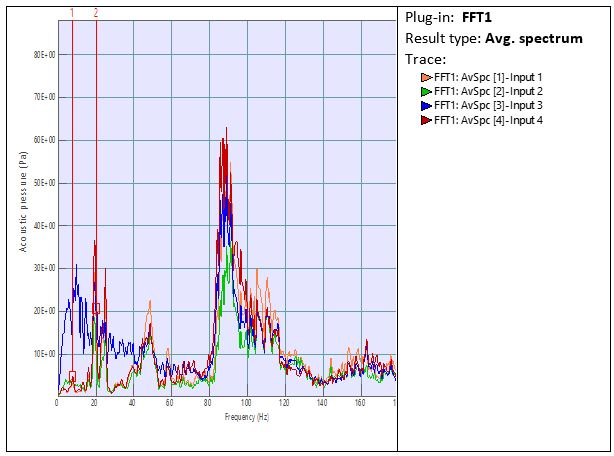 1 2
80E+00
70E+00
60E+00
50E+00
40E+00
30E+00
20E+00
10E+00
Acoustic pressure (Pa)
0 20 40 60 80 100 120 140 160
Frequency (Hz)
Plug-in: FFT1
Result type: Avg. spectrum
Trace:
FFT1: AvSpc [1]-Input 1
FFT1: AvSpc [2]-Input 2
FFT1: AvSpc [3]-Input 3
FFT1: AvSpc [4]-Input 4